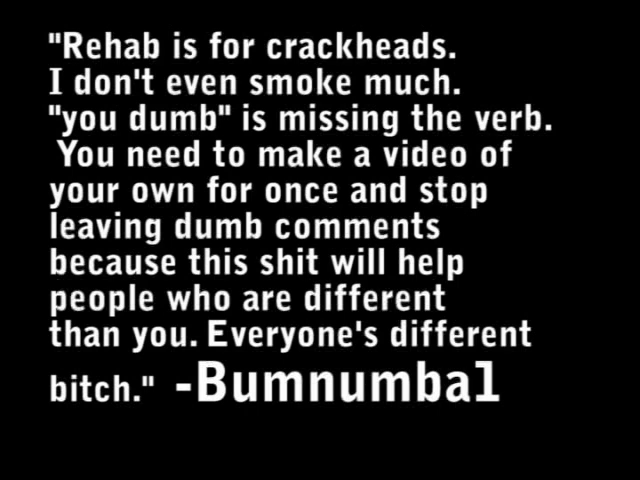 "Rehab is for crackheads.
I don't even smoke much.
"you dumb" is missing the verb.
You need to make a video of
your own for once and stop
leaving dumb comments
because this shit will help
people who are different
than you. Everyone's different
bitch." -Bumnumba1